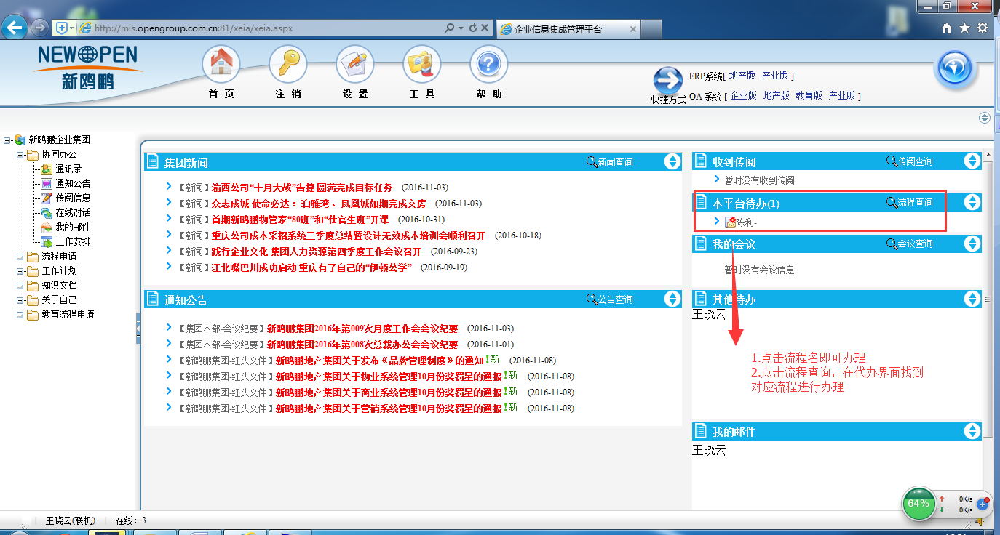 http://mis.opengroup.com.cn:81/xeia/xeia.aspx
企业信息集成管理平台
NEW OPEN
新鸥鹏
首 页
注 销
设 置
工 具
帮 助
快捷方式
ERP系统[ 地产版 产业版 ]
OA 系统 [ 企业版 地产版 教育版 产业版 ]
新鸥鹏企业集团
协同办公
通讯录
通知公告
传阅信息
在线对话
我的邮件
工作安排
流程申请
工作计划
知识文档
关于自己
教育流程申请
集团新闻 新闻查询
【新闻】渝西公司“十月大战”告捷 圆满完成目标任务 (2016-11-03)
【新闻】众志成城 使命必达：泊雅湾、凤凰城如期完成交房 (2016-11-03)
【新闻】首期新鸥鹏物管家“80班”和“仕官生班”开课 (2016-10-31)
【新闻】重庆公司成本采招系统三季度总结暨设计无效成本培训会顺利召开 (2016-10-18)
【新闻】践行企业文化 集团人力资源第四季度工作会议召开 (2016-09-23)
【新闻】江北嘴巴川成功启动 重庆有了自己的“伊顿公学” (2016-09-19)
通知公告 公告查询
【集团本部-会议纪要】新鸥鹏集团2016年第009次月度工作会会议纪要 (2016-11-03)
【集团本部-会议纪要】新鸥鹏集团2016年第008次总裁办公会会议纪要 (2016-11-01)
【新鸥鹏集团-红头文件】新鸥鹏地产集团关于发布《品牌管理制度》的通知!新 (2016-11-08)
【新鸥鹏集团-红头文件】新鸥鹏地产集团关于物业系统管理10月份奖罚星的通报!新 (2016-11-08)
【新鸥鹏集团-红头文件】新鸥鹏地产集团关于商业系统管理10月份奖罚星的通报!新 (2016-11-08)
【新鸥鹏集团-红头文件】新鸥鹏地产集团关于营销系统管理10月份奖罚星的通报!新 (2016-11-08)
收到传阅 传阅查询
暂时没有收到传阅
本平台待办(1) 流程查询
陈利-
我的会议 会议查询
暂时没有会议信息
其他待办
王晓云
1.点击流程名即可办理
2.点击流程查询，在代办界面找到
对应流程进行办理
我的邮件
王晓云
64%
0K/s
0K/s
王晓云(联机) 在线：3